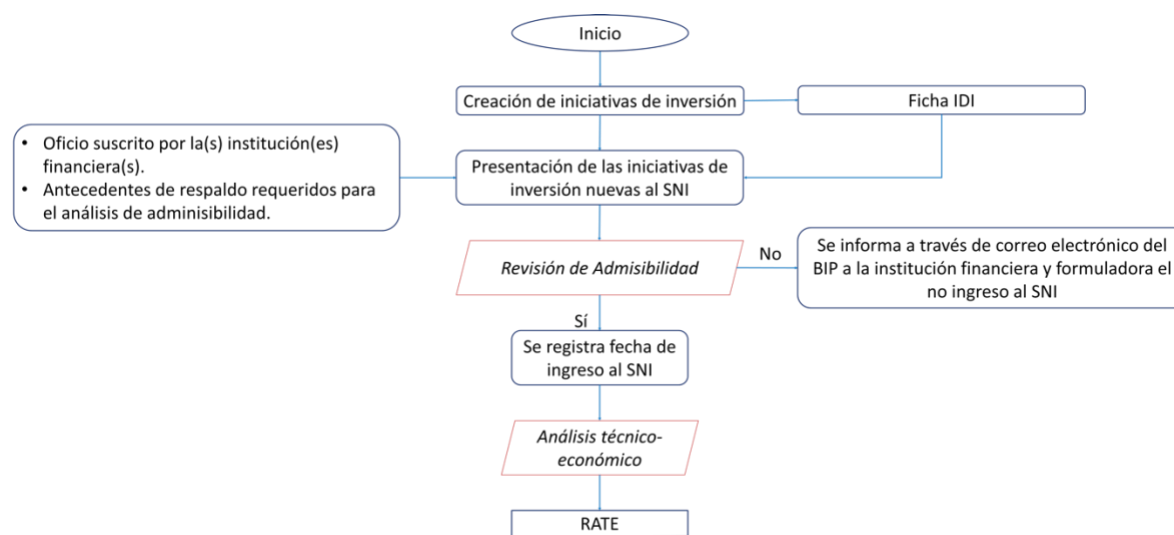 Inicio
Creación de iniciativas de inversión
Ficha IDI
• Oficio suscrito por la(s) institución(es)
financiera(s).
• Antecedentes de respaldo requeridos para
el análisis de adminisibilidad.
Presentación de las iniciativas de
inversión nuevas al SNI
Revisión de Admisibilidad
No
Se informa a través de correo electrónico del
BIP a la institución financiera y formuladora el
no ingreso al SNI
Sí
Se registra fecha de
ingreso al SNI
Análisis técnico-
económico
RATE